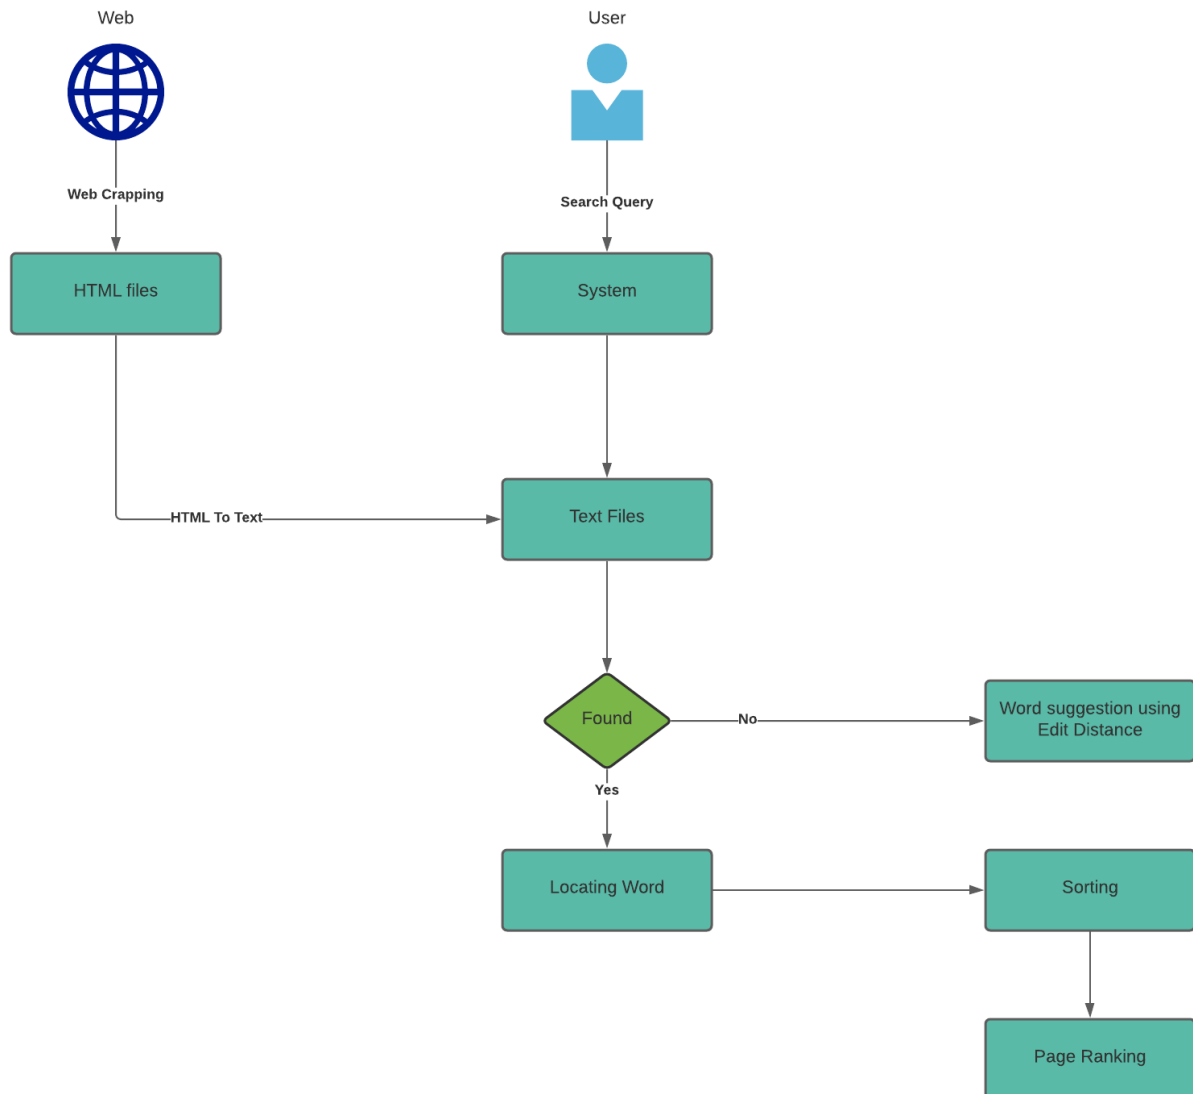 Web
User
Web Crapping
Search Query
HTML files
System
HTML To Text
Text Files
Found
No
Word suggestion using
Edit Distance
Yes
Locating Word
Sorting
Page Ranking